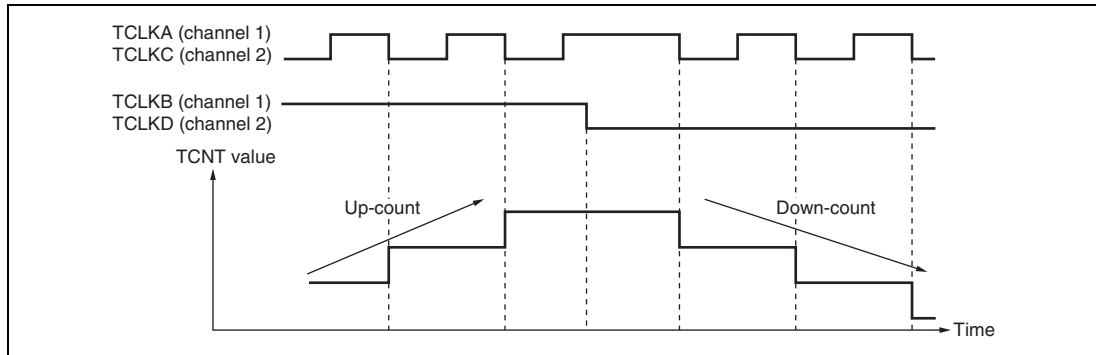 TCLKA (channel 1)
TCLKC (channel 2)
TCLKB (channel 1)
TCLKD (channel 2)
TCNT value
Up-count
Down-count
Time